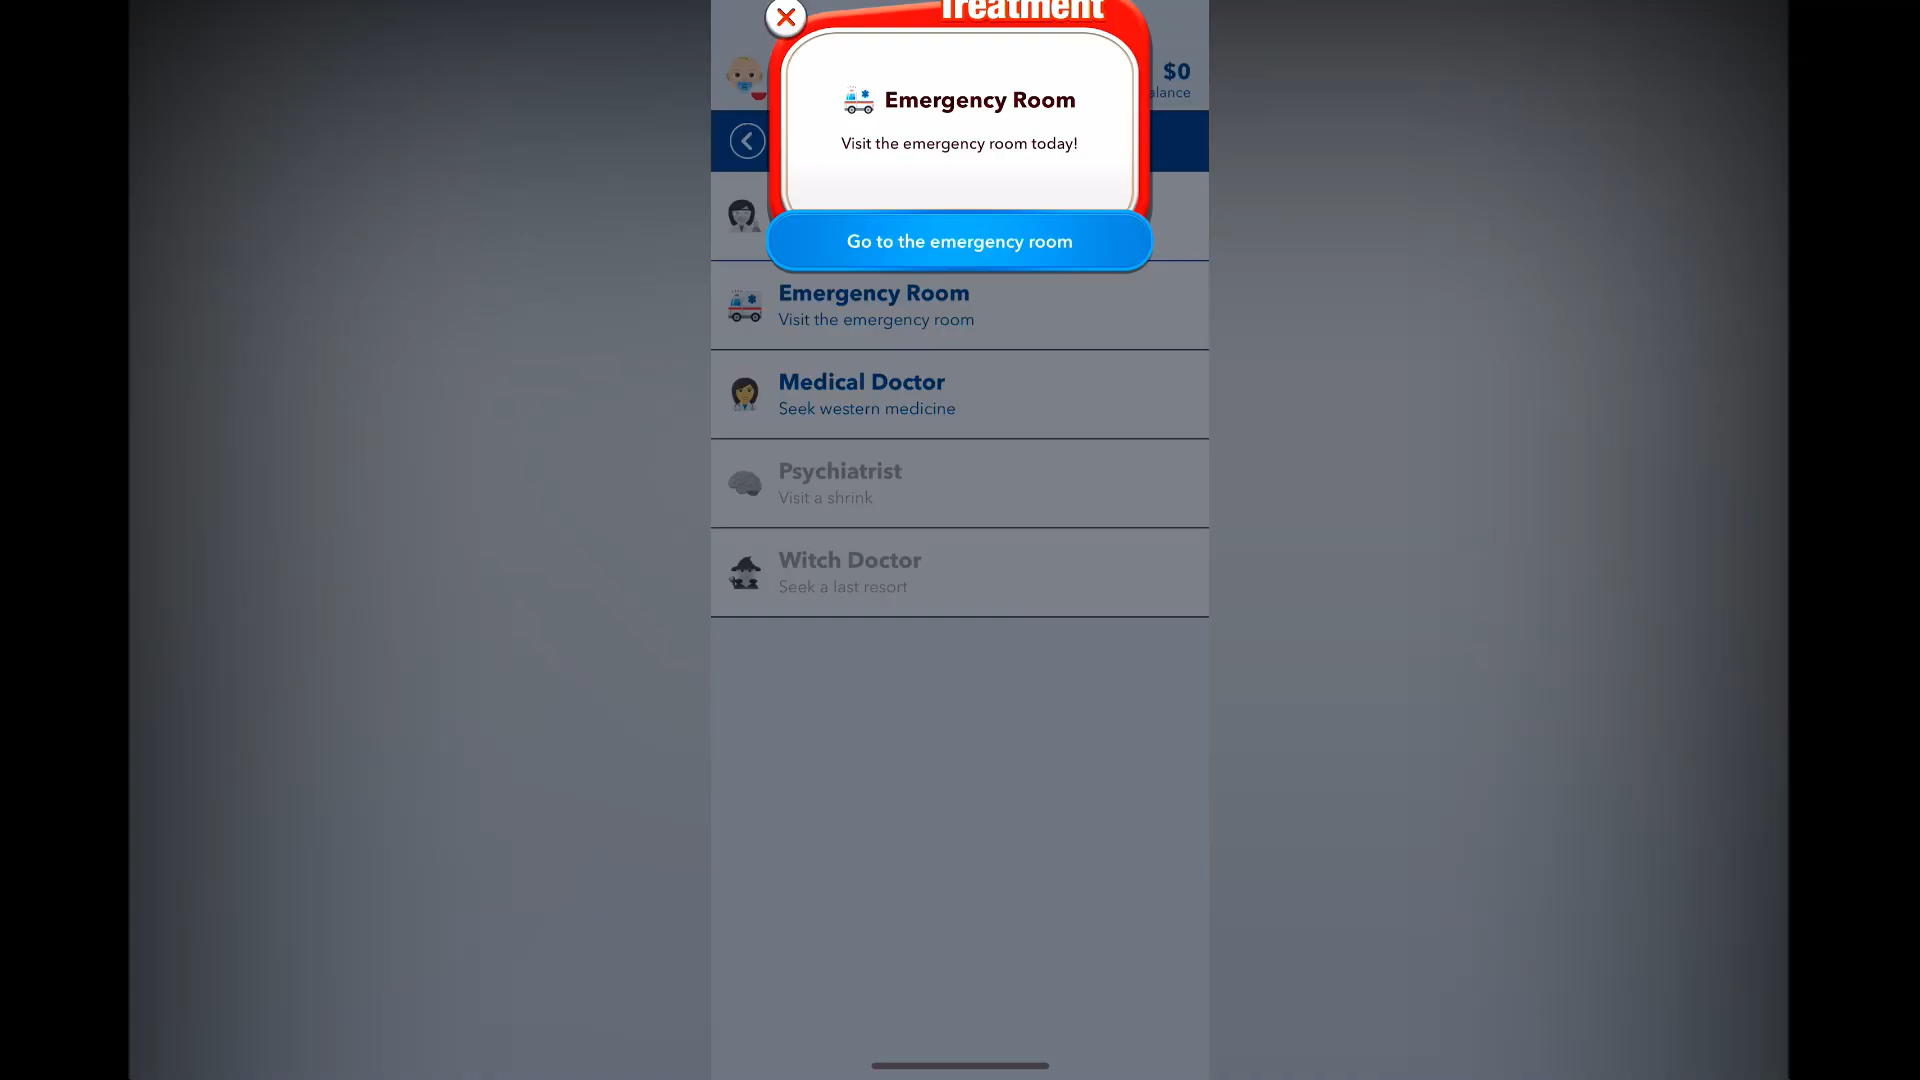 Treatment
$0
alance
Emergency Room
Visit the emergency room today!
Go to the emergency room
Emergency Room
Visit the emergency room
Medical Doctor
Seek western medicine
Psychiatrist
Visit a shrink
Witch Doctor
Seek a last resort